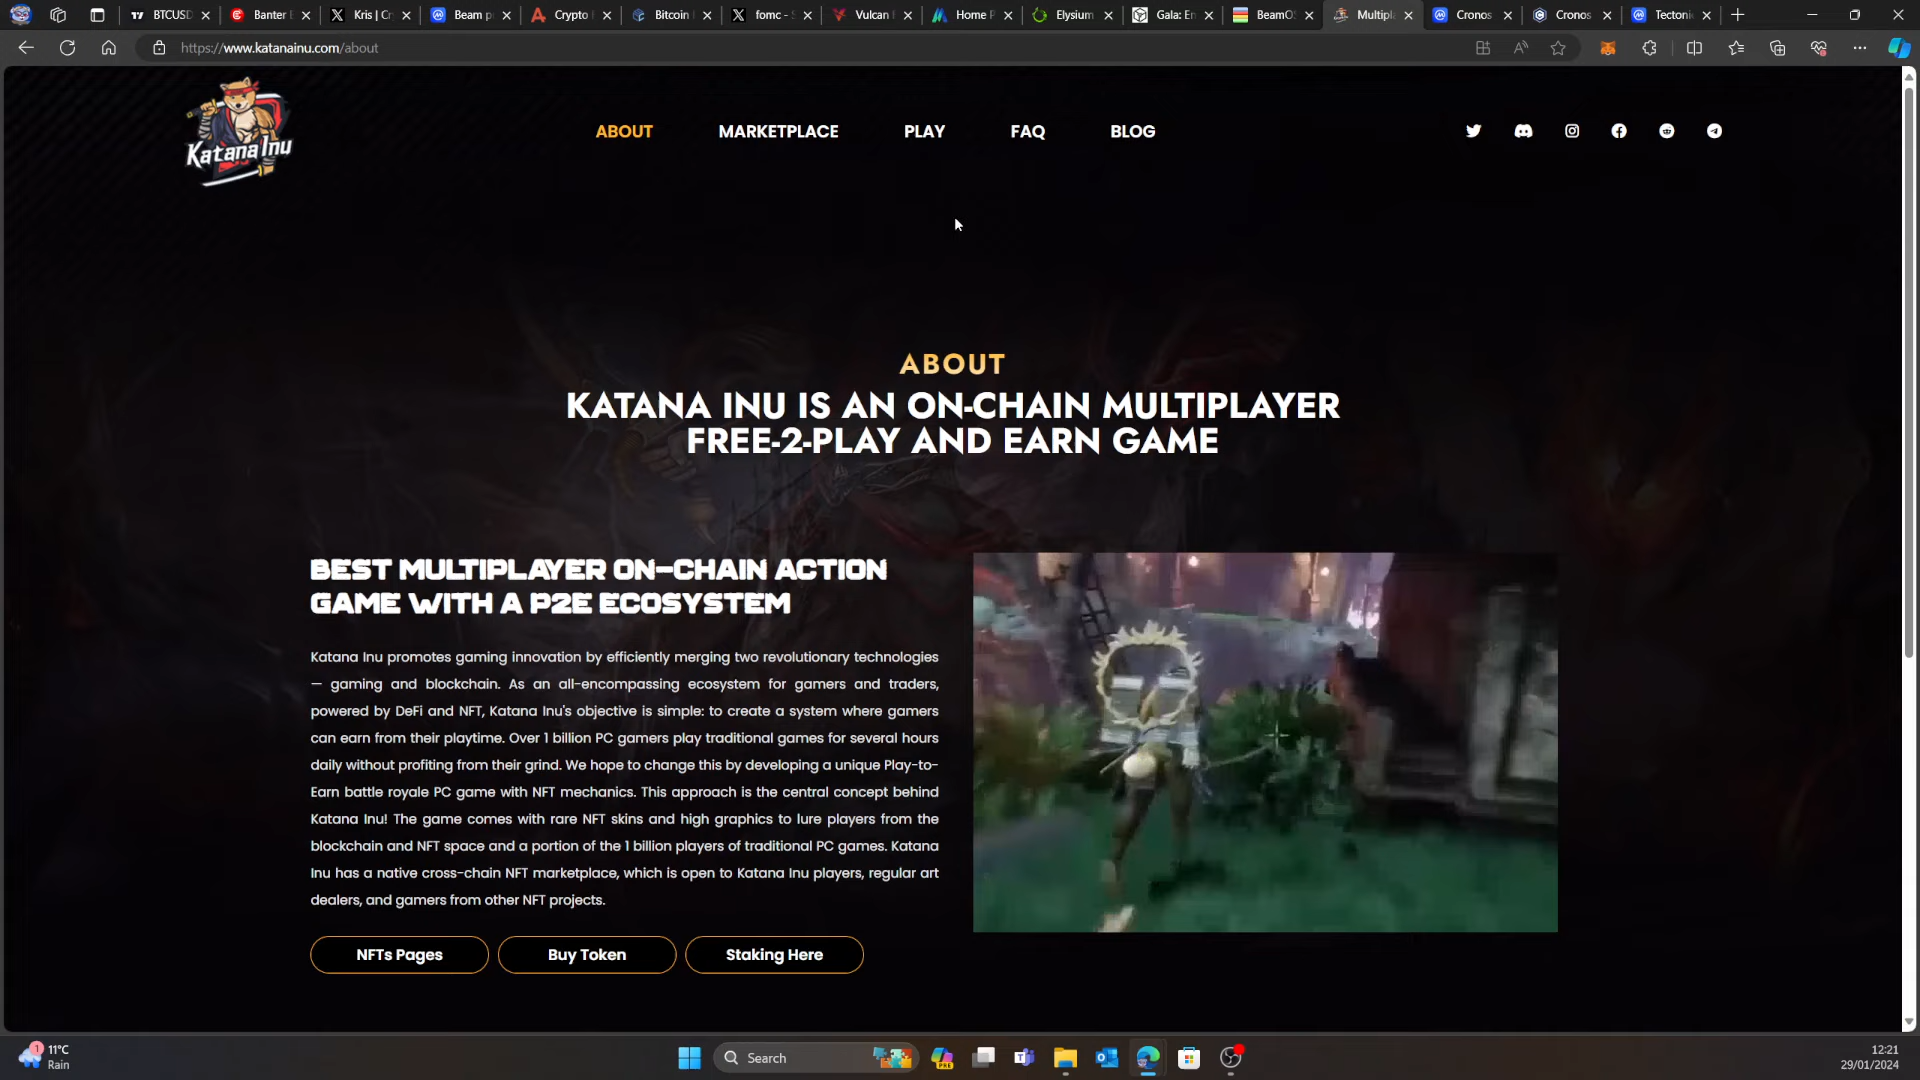 BTCUSD
Banter
Kris | C
Beam p
Crypto
Bitcoin
fomc - S
Vulcan
Home P
Elysium
Gala: En
BeamO
Multipl
Cronos
Cronos
Tectoni
https://www.katanainu.com/about
Katana Inu
ABOUT
MARKETPLACE
PLAY
FAQ
BLOG
ABOUT
KATANA INU IS AN ON-CHAIN MULTIPLAYER
FREE-2-PLAY AND EARN GAME
BEST MULTIPLAYER ON-CHAIN ACTION
GAME WITH A P2E ECOSYSTEM
Katana Inu promotes gaming innovation by efficiently merging two revolutionary technologies
— gaming and blockchain. As an all-encompassing ecosystem for gamers and traders,
powered by DeFi and NFT, Katana Inu's objective is simple: to create a system where gamers
can earn from their playtime. Over 1 billion PC gamers play traditional games for several hours
daily without profiting from their grind. We hope to change this by developing a unique Play-to-
Earn battle royale PC game with NFT mechanics. This approach is the central concept behind
Katana Inu! The game comes with rare NFT skins and high graphics to lure players from the
blockchain and NFT space and a portion of the 1 billion players of traditional PC games. Katana
Inu has a native cross-chain NFT marketplace, which is open to Katana Inu players, regular art
dealers, and gamers from other NFT projects.
NFTs Pages
Buy Token
Staking Here
1
11°C
Rain
Search
PRE
12:21
29/01/2024